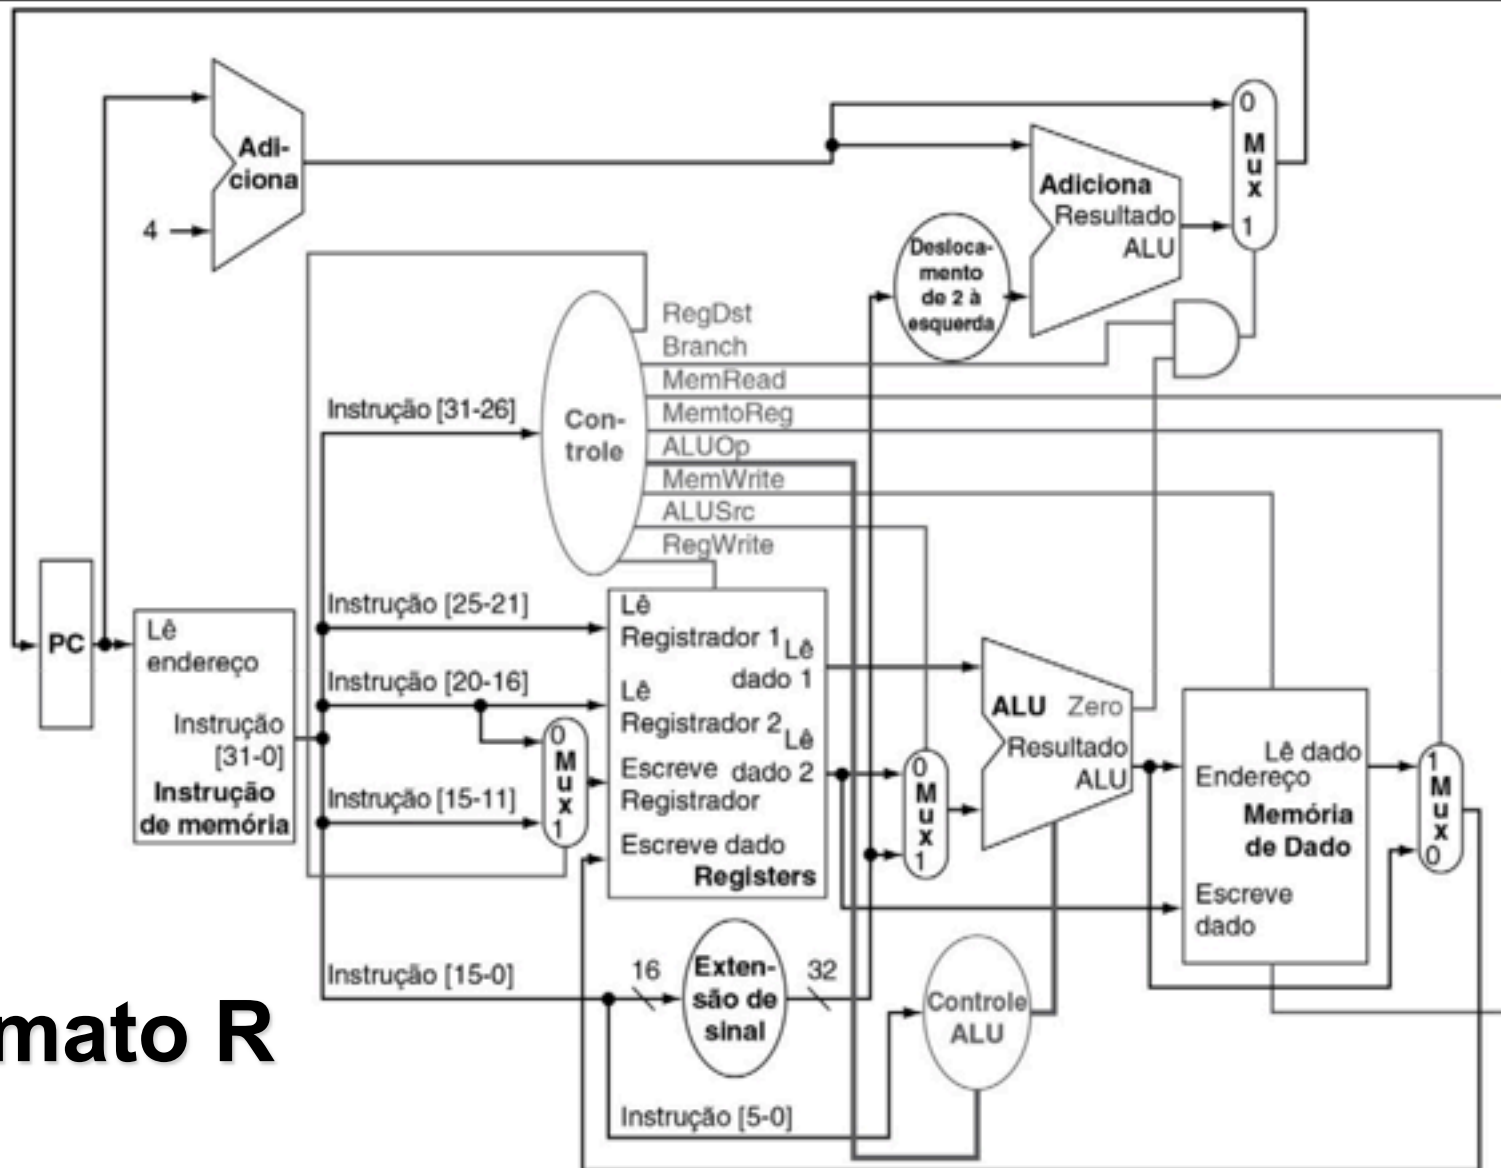 Adi-
ciona
4
0
Mux
1
Adiciona
Resultado
ALU
Desloca-
mento
de 2 à
esquerda
RegDst
Branch
MemRead
MemtoReg
ALUOp
MemWrite
ALUSrc
RegWrite
Con-
trole
Instrução [31-26]
Instrução [25-21]
Instrução [20-16]
Instrução [15-11]
Instrução [15-0]
Instrução [5-0]
PC
Lê
endereço
Instrução
[31-0]
Instrução
de memória
0
Mux
1
Lê
Registrador 1
Lê
dado 1
Lê
Registrador 2
Lê
dado 2
Escreve
Registrador
Escreve dado
Registers
0
Mux
1
ALU
Zero
Resultado
ALU
Lê dado
Endereço
Memória
de Dado
Escreve
dado
1
Mux
0
16
Exten-
são de
sinal
32
Controle
ALU
mato R